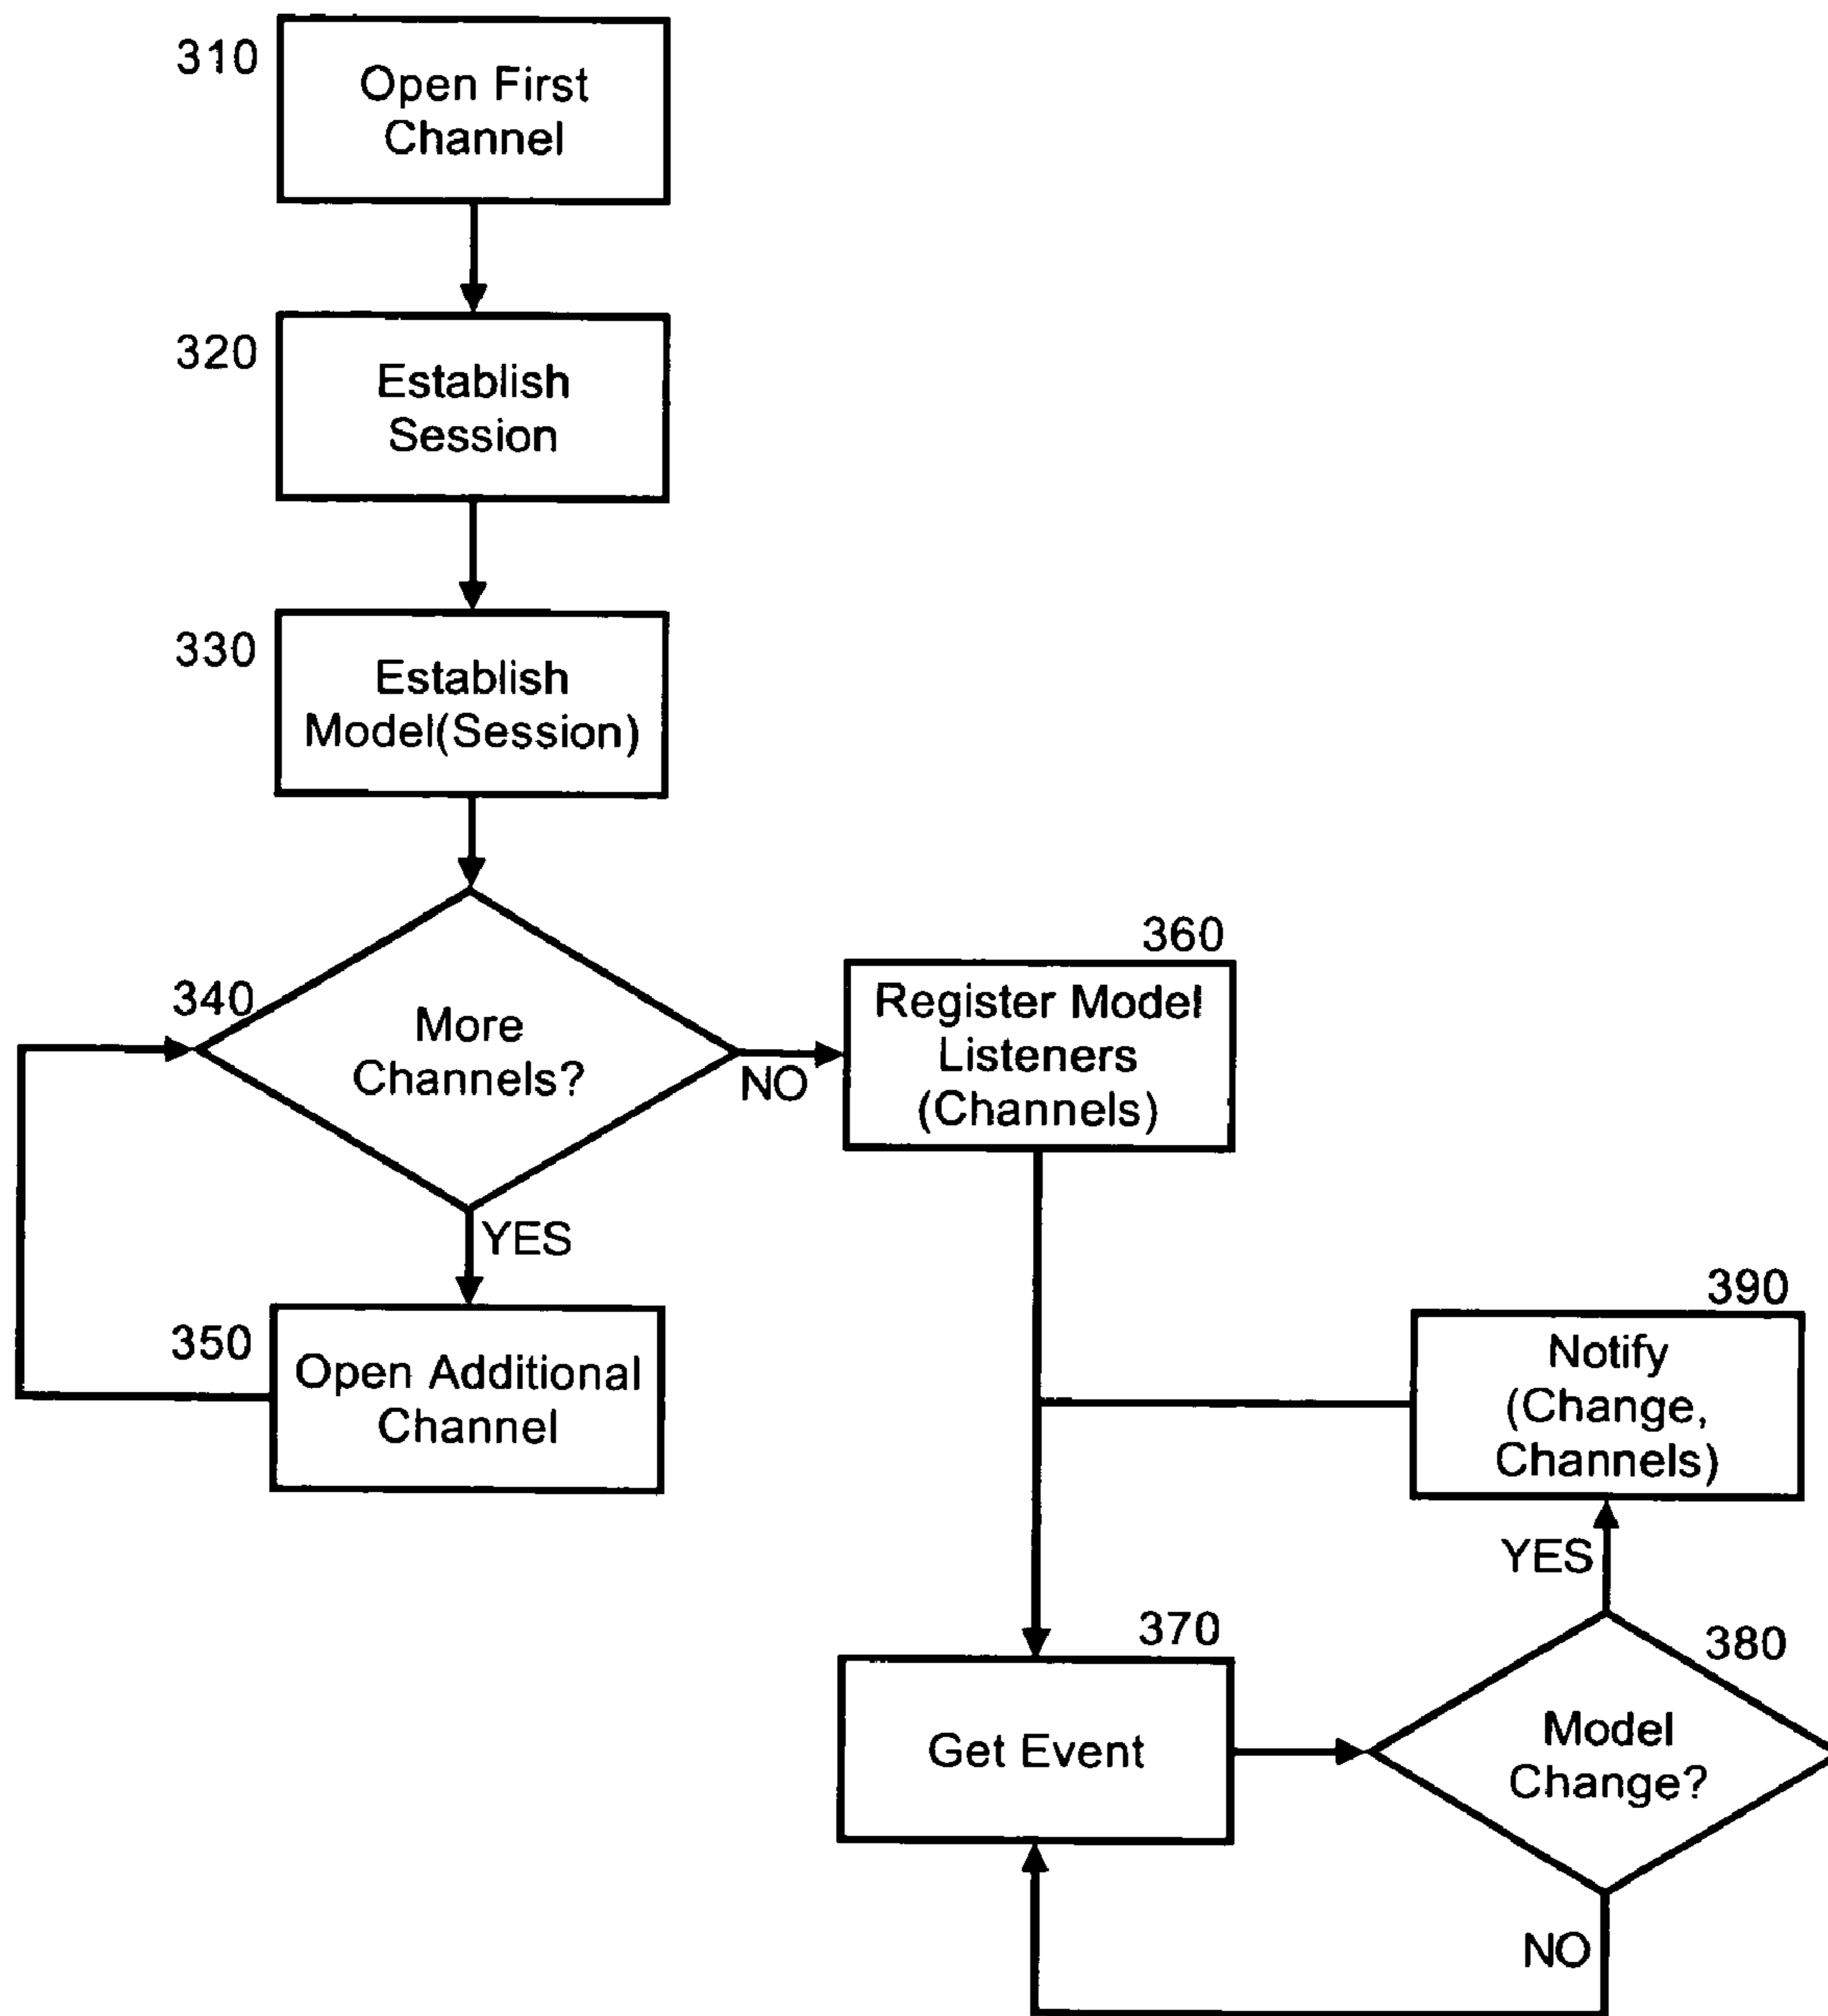 310
Open First
Channel
320
Establish
Session
330
Establish
Model(Session)
340
More
Channels?
NO
YES
350
Open Additional
Channel
360
Register Model
Listeners
(Channels)
390
Notify
(Change,
Channels)
YES
370
Get Event
380
Model
Change?
NO